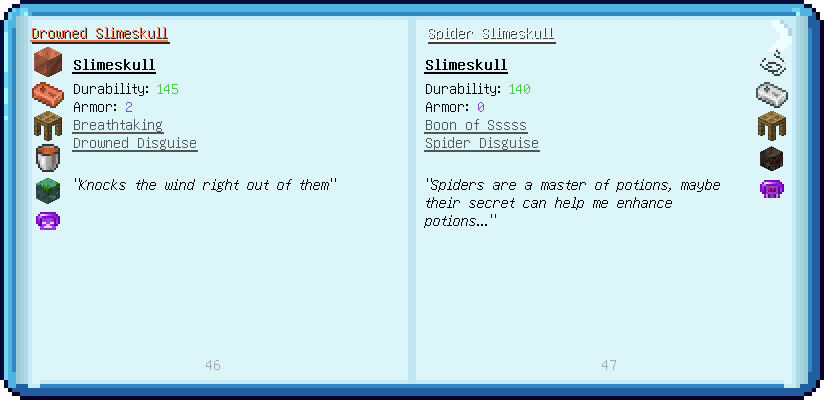 Drowned Slimeskull
Slimeskull
Durability: 145
Armor: 2
Breathtaking
Drowned Disguise
"Knocks the wind right out of them"
46
Spider Slimeskull
Slimeskull
Durability: 140
Armor: 0
Boon of Sssss
Spider Disguise
"Spiders are a master of potions, maybe
their secret can help me enhance
potions..."
47